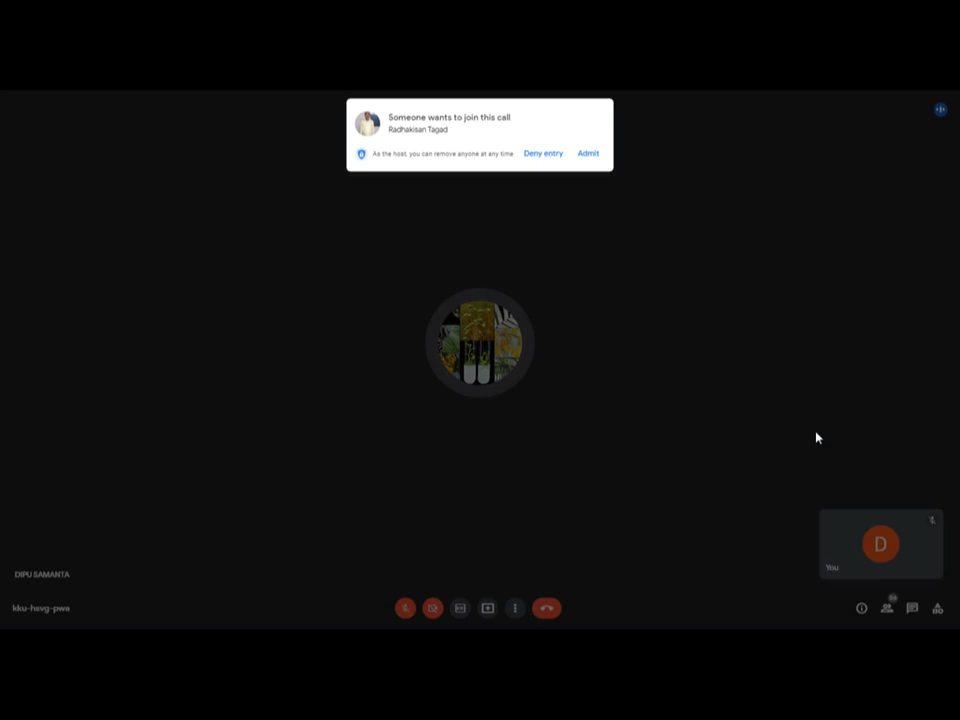 Someone wants to join this call
Radhakisan Tagad
As the host, you can remove anyone at any time Deny entry Admit
D
You
DIPU SAMANTA
kku-hsvg-pwa